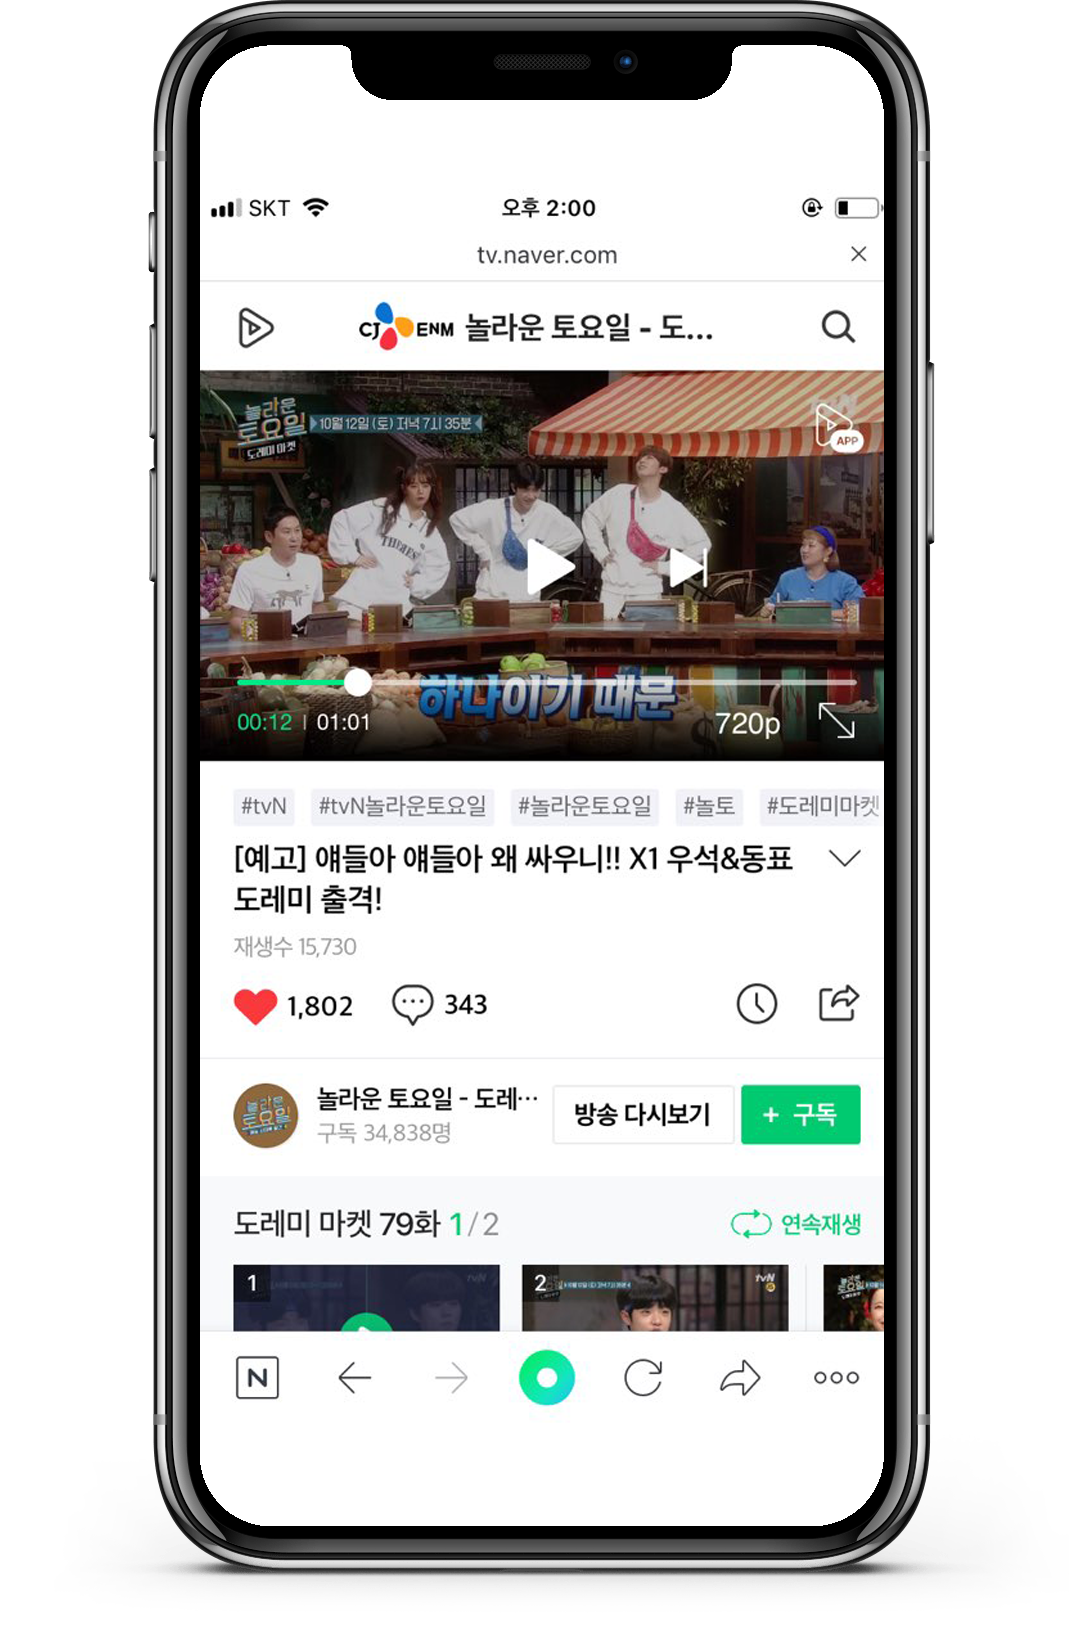 SKT 오후 2:00
tv.naver.com
CJ ENM 놀라운 토요일 - 도...
놀라운 토요일 도레미 마켓
10월 12일 (토) 저녁 7시 35분
APP
THERE
하나이기 때문
00:12 | 01:01
720p
#tvN #tvN놀라운토요일 #놀라운토요일 #놀토 #도레미마켓
[예고] 얘들아 얘들아 왜 싸우니!! X1 우석&동표
도레미 출격!
재생수 15,730
1,802 343
놀라운 토요일 - 도레···
구독 34,838명
방송 다시보기
+ 구독
도레미 마켓 79화 1/2
연속재생
1 tvN
2 tvN
N